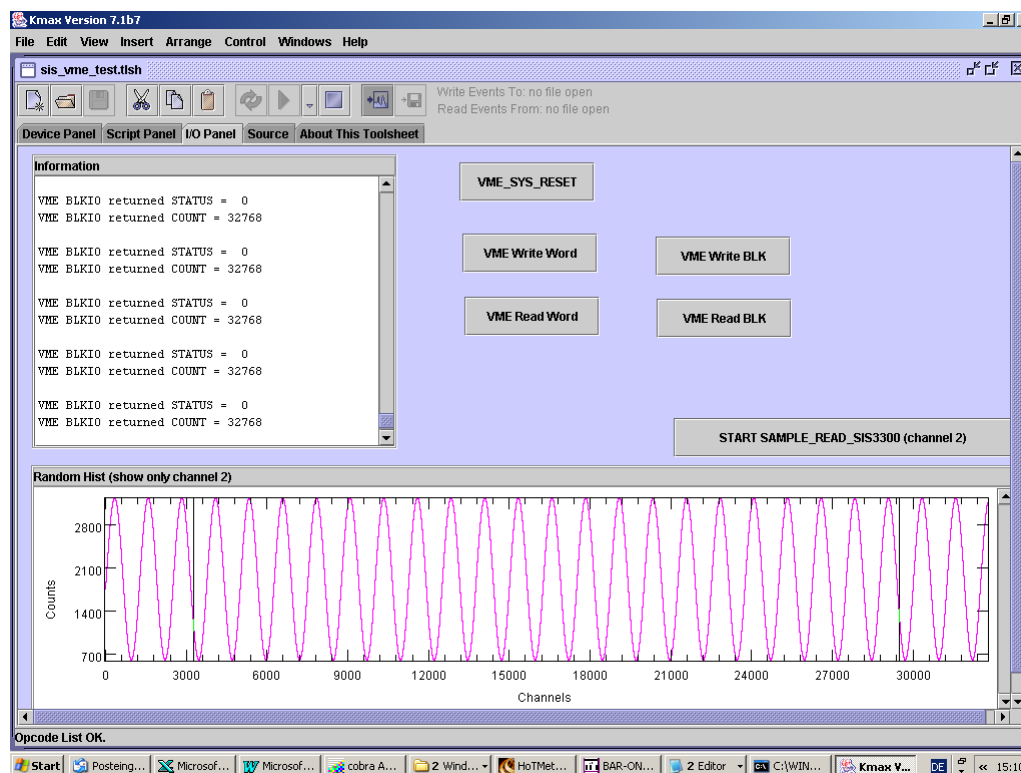 Kmax Version 7.1b7
File Edit View Insert Arrange Control Windows Help
sis_vme_test.tlsh
Write Events To: no file open
Read Events From: no file open
Device Panel Script Panel I/O Panel Source About This Toolsheet
Information
VME BLKIO returned STATUS = 0
VME BLKIO returned COUNT = 32768
VME BLKIO returned STATUS = 0
VME BLKIO returned COUNT = 32768
VME BLKIO returned STATUS = 0
VME BLKIO returned COUNT = 32768
VME BLKIO returned STATUS = 0
VME BLKIO returned COUNT = 32768
VME BLKIO returned STATUS = 0
VME BLKIO returned COUNT = 32768
VME_SYS_RESET
VME Write Word
VME Write BLK
VME Read Word
VME Read BLK
START SAMPLE_READ_SIS3300 (channel 2)
Random Hist (show only channel 2)
2800
2100
1400
700
Counts
0 3000 6000 9000 12000 15000 18000 21000 24000 27000 30000
Channels
Opcode List OK.
Start Posteing... Microsof... Microsof... cobra A... 2 Wind... HoTMet... BAR-ON... 2 Editor C:\WIN... Kmax V... DE « 15:10